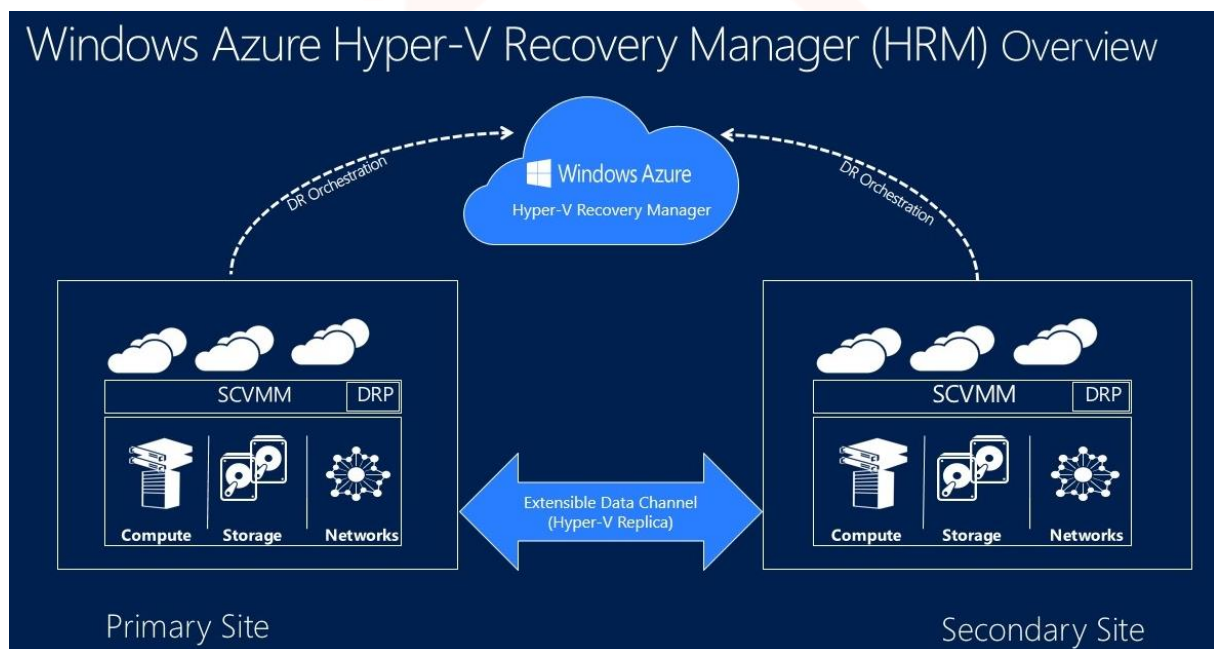 Windows Azure Hyper-V Recovery Manager (HRM) Overview
DR Orchestration
Windows Azure
Hyper-V Recovery Manager
DR Orchestration
SCVMM DRP
Compute Storage Networks
Extensible Data Channel
(Hyper-V Replica)
SCVMM DRP
Compute Storage Networks
Primary Site
Secondary Site